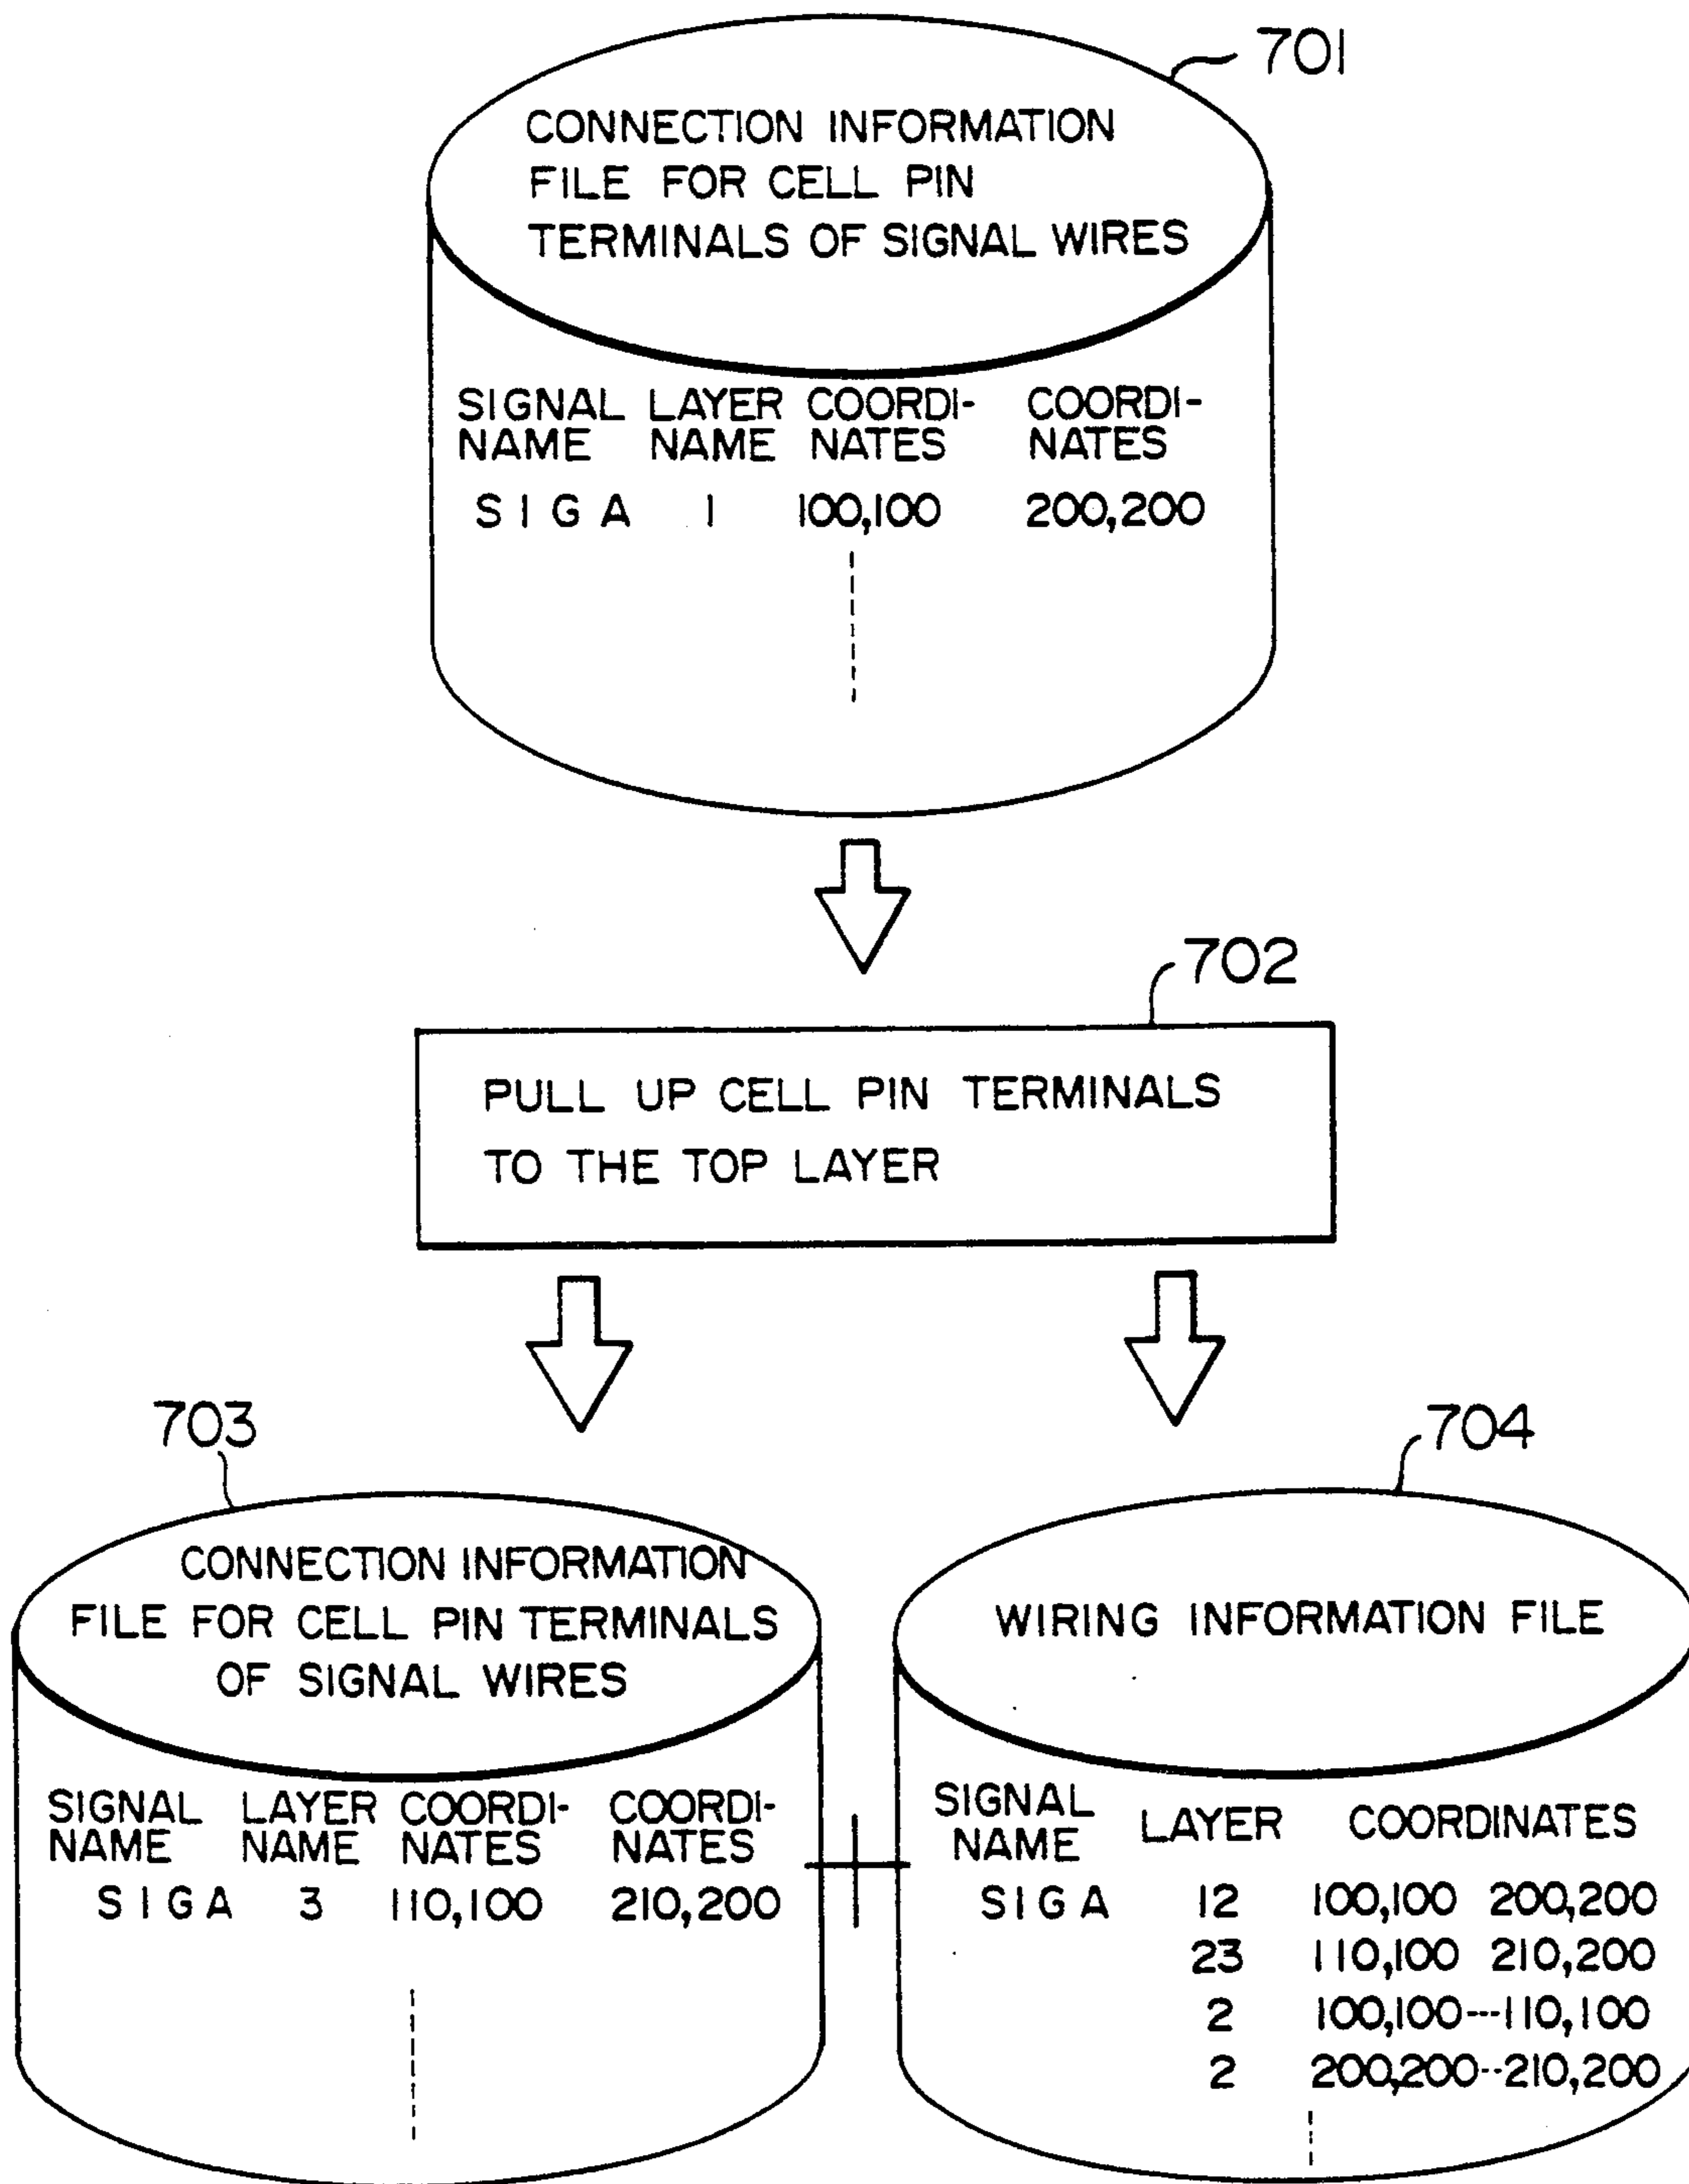 701
CONNECTION INFORMATION
FILE FOR CELL PIN
TERMINALS OF SIGNAL WIRES
SIGNAL LAYER COORDI- COORDI-
NAME NAME NATES NATES
SIGA 1 100,100 200,200
702
PULL UP CELL PIN TERMINALS
TO THE TOP LAYER
703
CONNECTION INFORMATION
FILE FOR CELL PIN TERMINALS
OF SIGNAL WIRES
SIGNAL LAYER COORDI- COORDI-
NAME NAME NATES NATES
SIGA 3 110,100 210,200
704
WIRING INFORMATION FILE
SIGNAL
NAME LAYER COORDINATES
SIGA 12 100,100 200,200
23 110,100 210,200
2 100,100---110,100
2 200,200--210,200